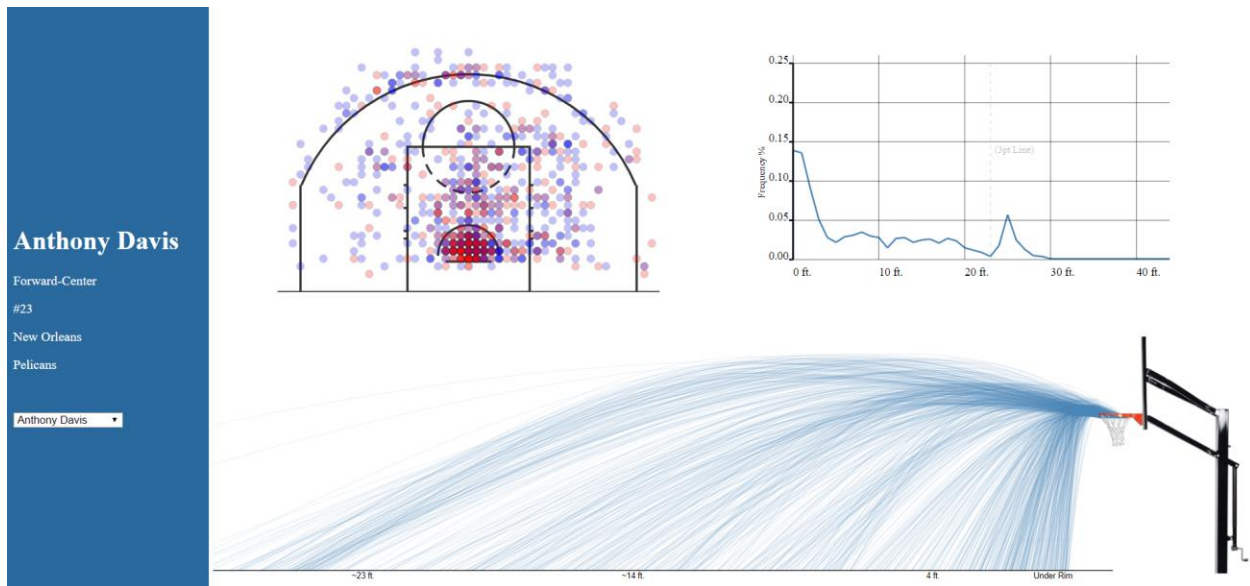 Anthony Davis
Forward-Center
#23
New Orleans
Pelicans
Anthony Davis
Frequency %
0.25
0.20
0.15
0.10
0.05
0.00
(3pt Line)
0 ft.
10 ft.
20 ft.
30 ft.
40 ft.
~23 ft.
~14 ft.
4 ft.
Under Rim